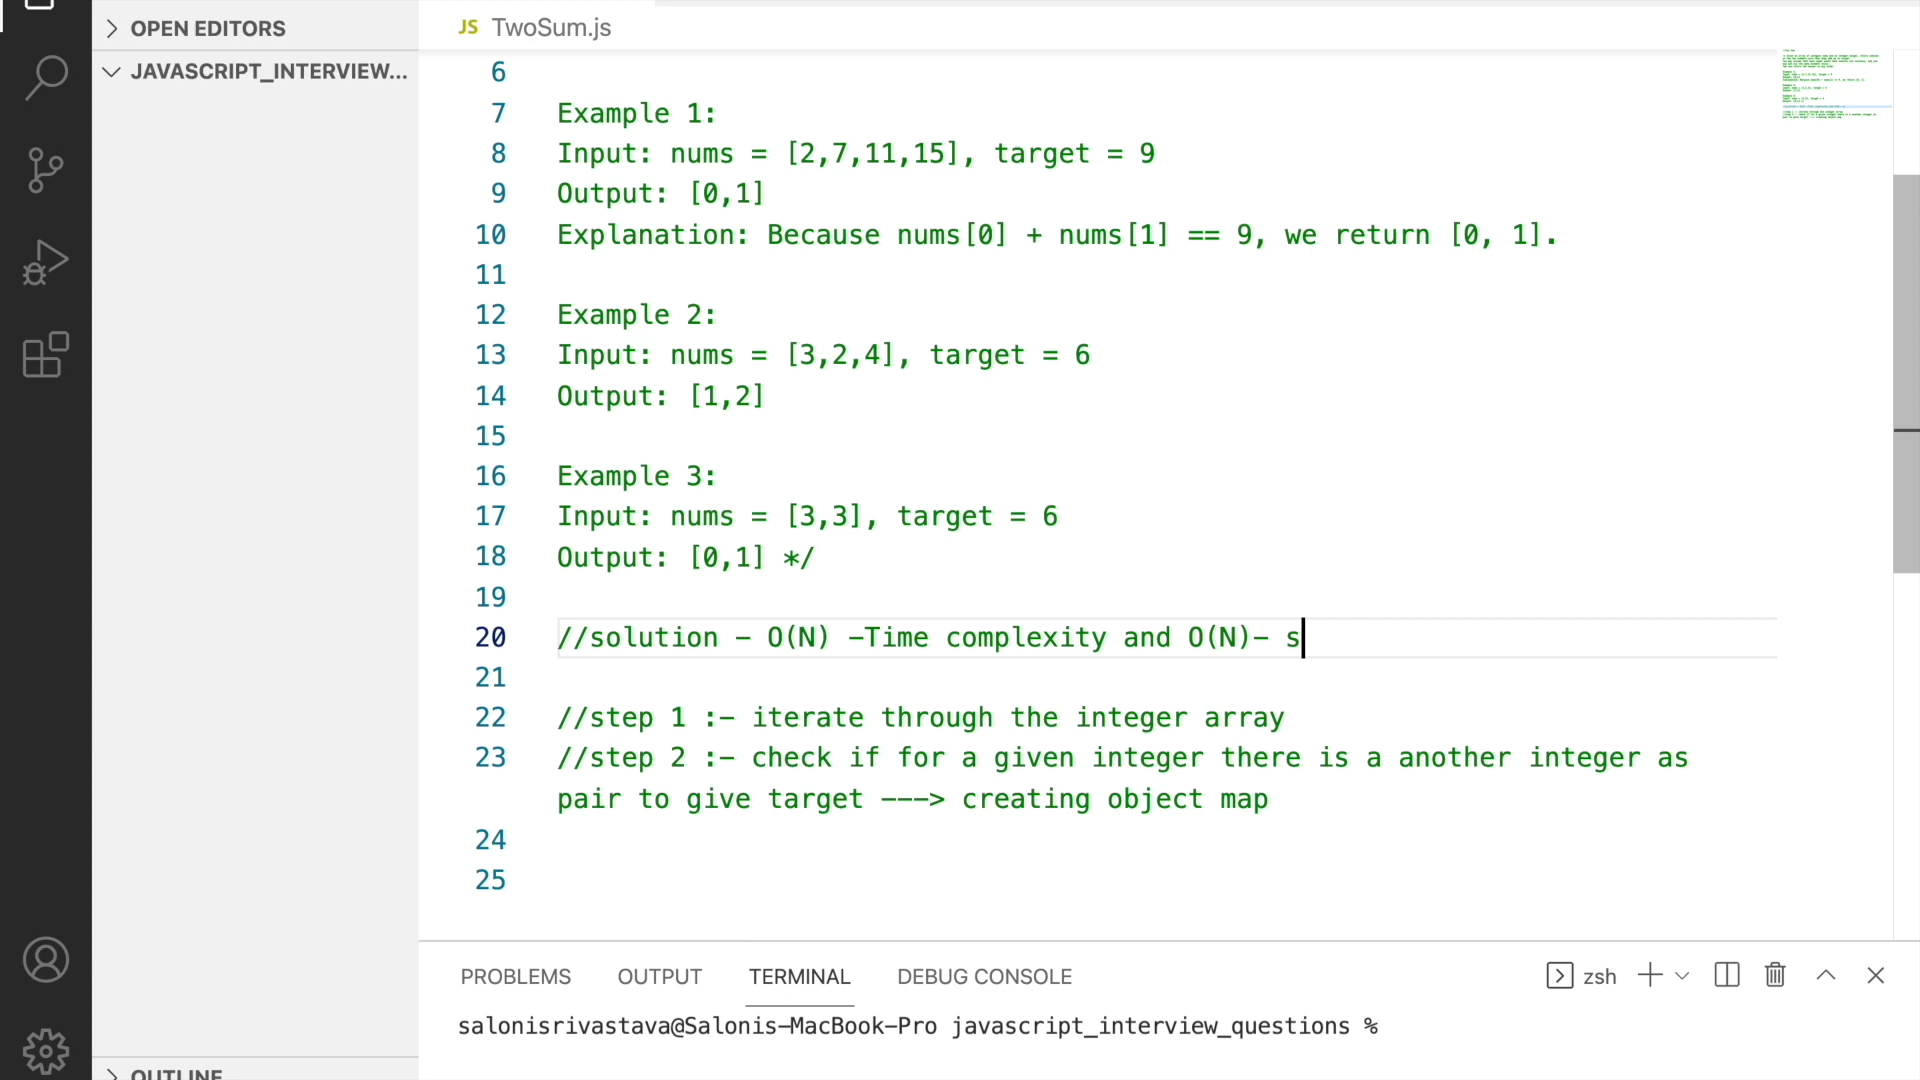 OPEN EDITORS
JAVASCRIPT_INTERVIEW...
JS TwoSum.js
6
7 Example 1:
8 Input: nums = [2,7,11,15], target = 9
9 Output: [0,1]
10 Explanation: Because nums[0] + nums[1] == 9, we return [0, 1].
11
12 Example 2:
13 Input: nums = [3,2,4], target = 6
14 Output: [1,2]
15
16 Example 3:
17 Input: nums = [3,3], target = 6
18 Output: [0,1] */
19
20 //solution - O(N) -Time complexity and O(N)- s
21
22 //step 1 :- iterate through the integer array
23 //step 2 :- check if for a given integer there is a another integer as
pair to give target ---> creating object map
24
25
PROBLEMS OUTPUT TERMINAL DEBUG CONSOLE zsh
salonisrivastava@Salonis-MacBook-Pro javascript_interview_questions %
OUTLINE